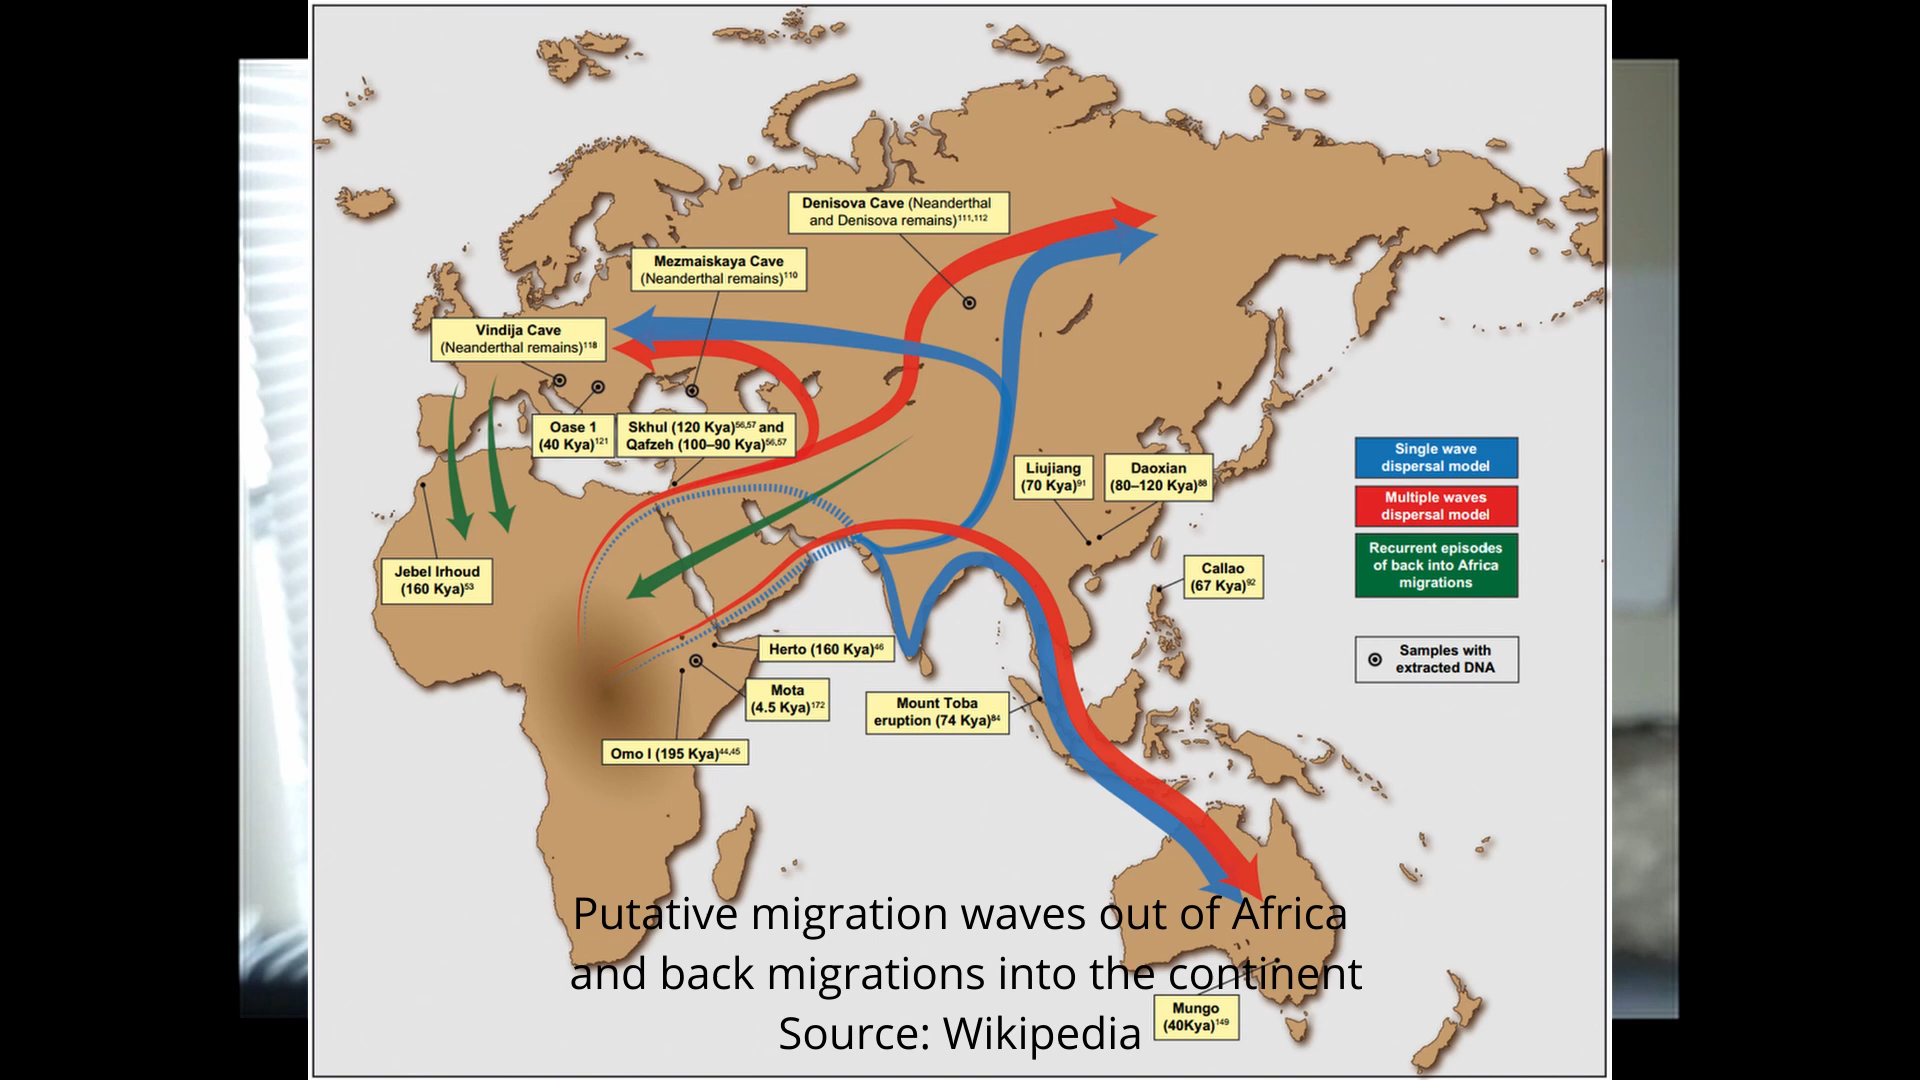 Denisova Cave (Neanderthal
and Denisova remains)111,112
Mezmaiskaya Cave
(Neanderthal remains)110
Vindija Cave
(Neanderthal remains)118
Oase 1
(40 Kya)121
Skhul (120 Kya)56,57 and
Qafzeh (100–90 Kya)56,57
Liujiang
(70 Kya)91
Daoxian
(80–120 Kya)88
Single wave
dispersal model
Multiple waves
dispersal model
Recurrent episodes
of back into Africa
migrations
Jebel Irhoud
(160 Kya)53
Callao
(67 Kya)92
Herto (160 Kya)46
Samples with
extracted DNA
Mota
(4.5 Kya)172
Mount Toba
eruption (74 Kya)84
Omo I (195 Kya)44,45
Putative migration waves out of Africa
and back migrations into the continent
Source: Wikipedia
Mungo
(40Kya)149